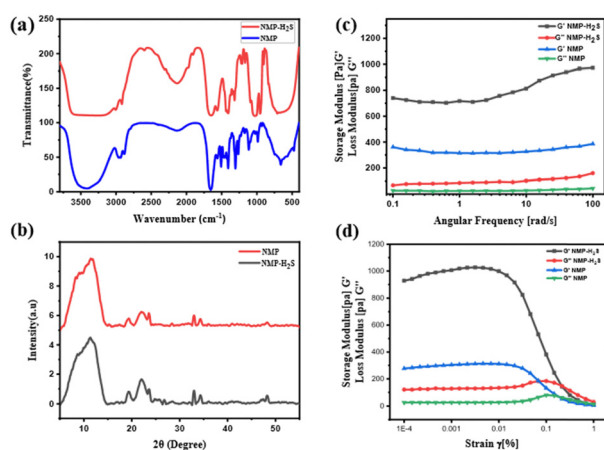 (a)
NMP-H₂S
NMP
Transmittance(%)
250
200
150
100
50
0
3500 3000 2500 2000 1500 1000 500
Wavenumber (cm⁻¹)
(b)
NMP
NMP-H₂S
Intensity(a.u)
10
5
0
10 20 30 40 50
2θ (Degree)
(c)
G' NMP-H₂S
G'' NMP-H₂S
G' NMP
G'' NMP
Storage Modulus [Pa]G'
Loss Modulus[pa] G''
1400
1200
1000
800
600
400
200
0.1 1 10 100
Angular Frequency [rad/s]
(d)
G' NMP-H₂S
G'' NMP-H₂S
G' NMP
G'' NMP
Storage Modulus[pa] G'
Loss Modulus[pa] G''
1200
1000
800
600
400
200
0
1E-4 0.001 0.01 0.1 1
Strain γ[%]